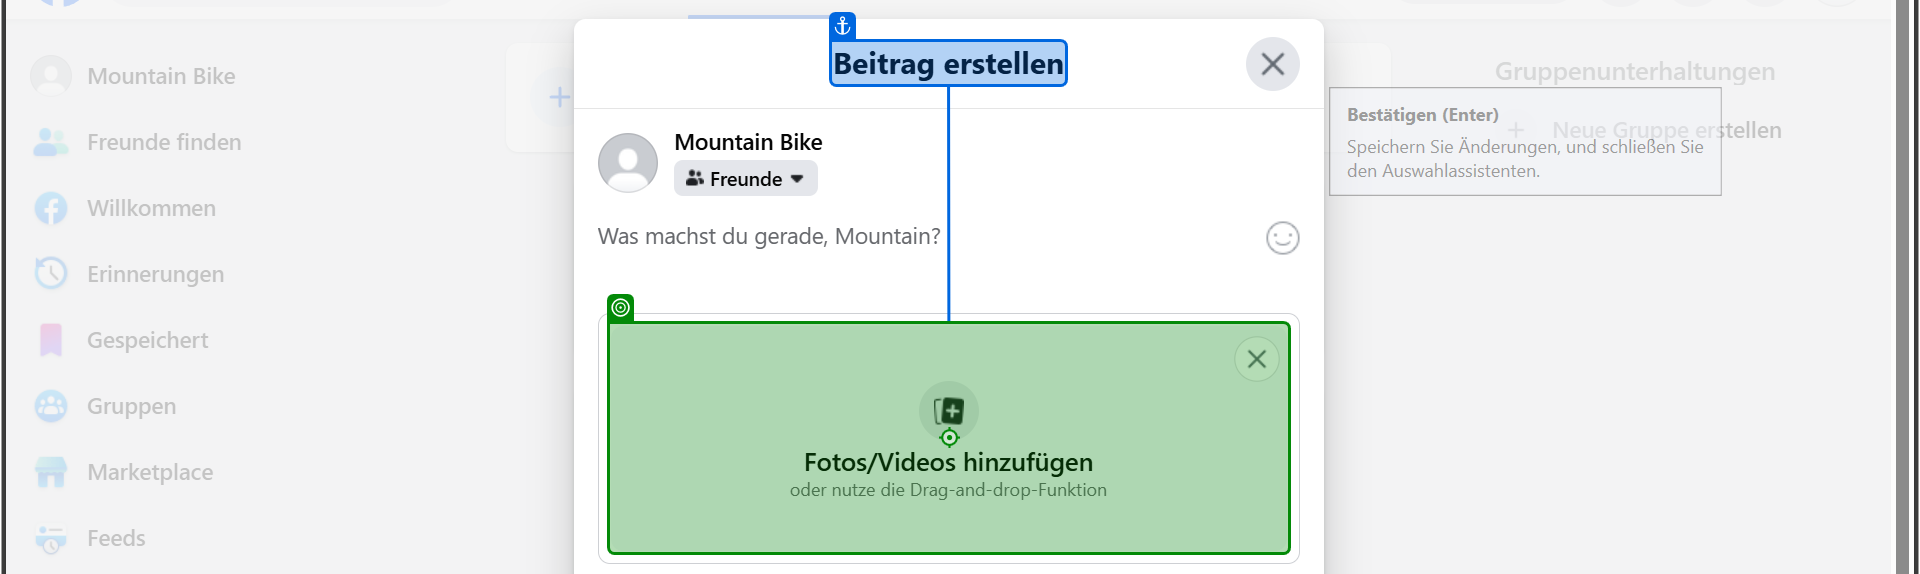 Beitrag erstellen
Mountain Bike
Freunde finden
Willkommen
Erinnerungen
Gespeichert
Gruppen
Marketplace
Feeds
Mountain Bike
Freunde
Was machst du gerade, Mountain?
Fotos/Videos hinzufügen
oder nutze die Drag-and-drop-Funktion
Gruppenunterhaltungen
Neue Gruppe erstellen
Bestätigen (Enter)
Speichern Sie Änderungen, und schließen Sie
den Auswahlassistenten.